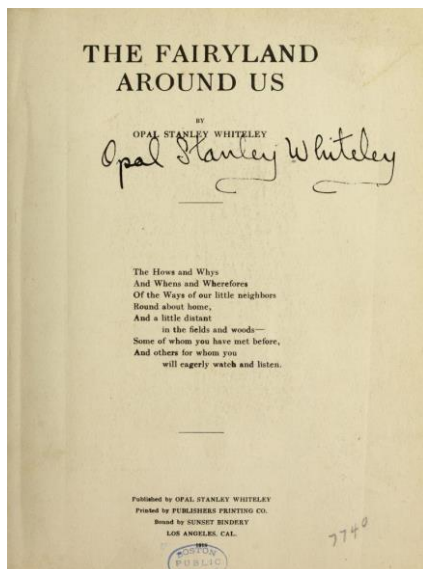 THE FAIRYLAND
AROUND US
BY
OPAL STANLEY WHITELEY
Opal Stanley Whiteley
The Hows and Whys
And Whens and Wherefores
Of the Ways of our little neighbors
Round about home,
And a little distant
in the fields and woods—
Some of whom you have met before,
And others for whom you
will eagerly watch and listen.
Published by OPAL STANLEY WHITELEY
Printed by PUBLISHERS PRINTING CO.
Bound by SUNSET BINDERY
LOS ANGELES, CAL.
7740
BOSTON
PUBLIC